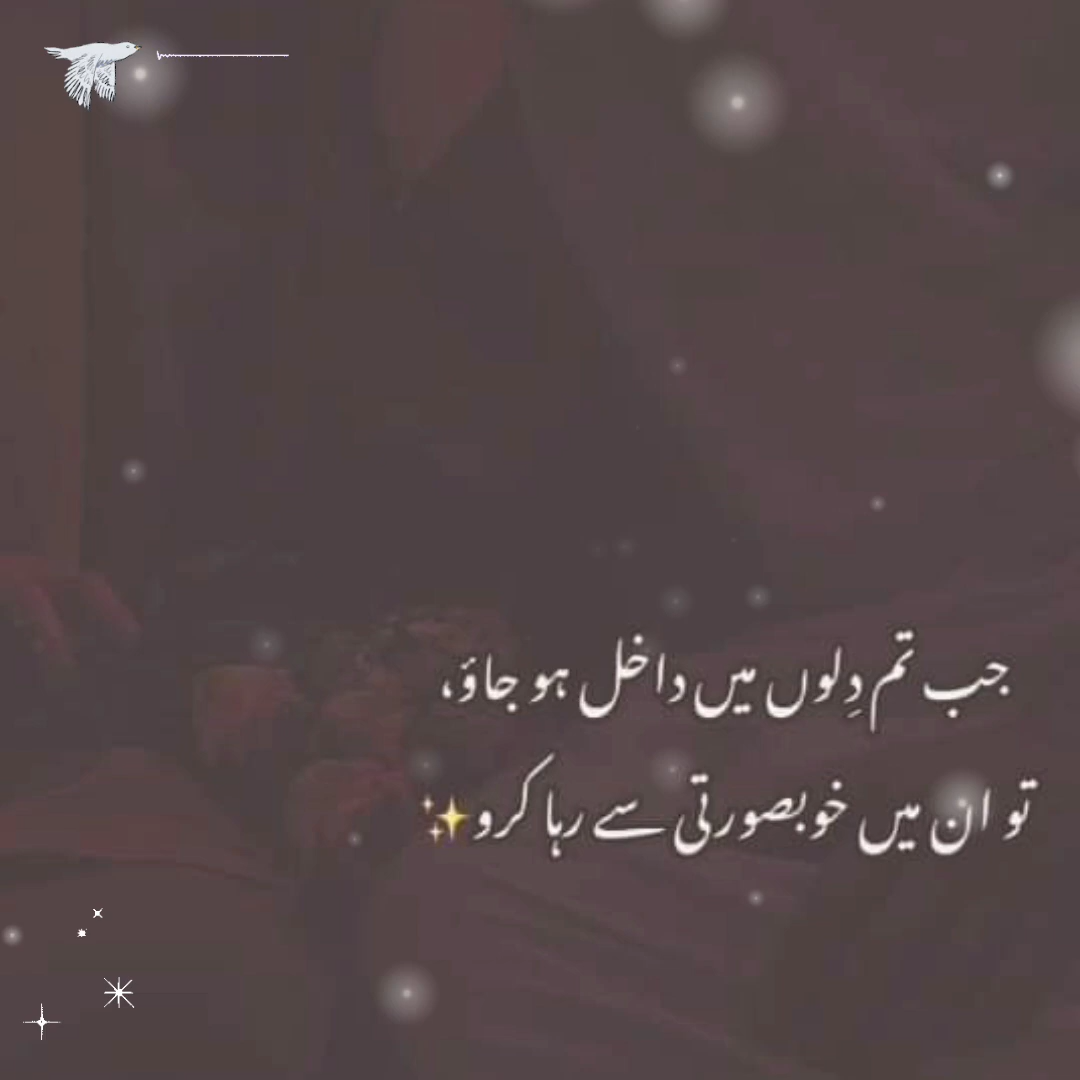 جب تم دِلوں میں داخل ہو جاؤ،
تو ان میں خوبصورتی سے رہا کرو✨